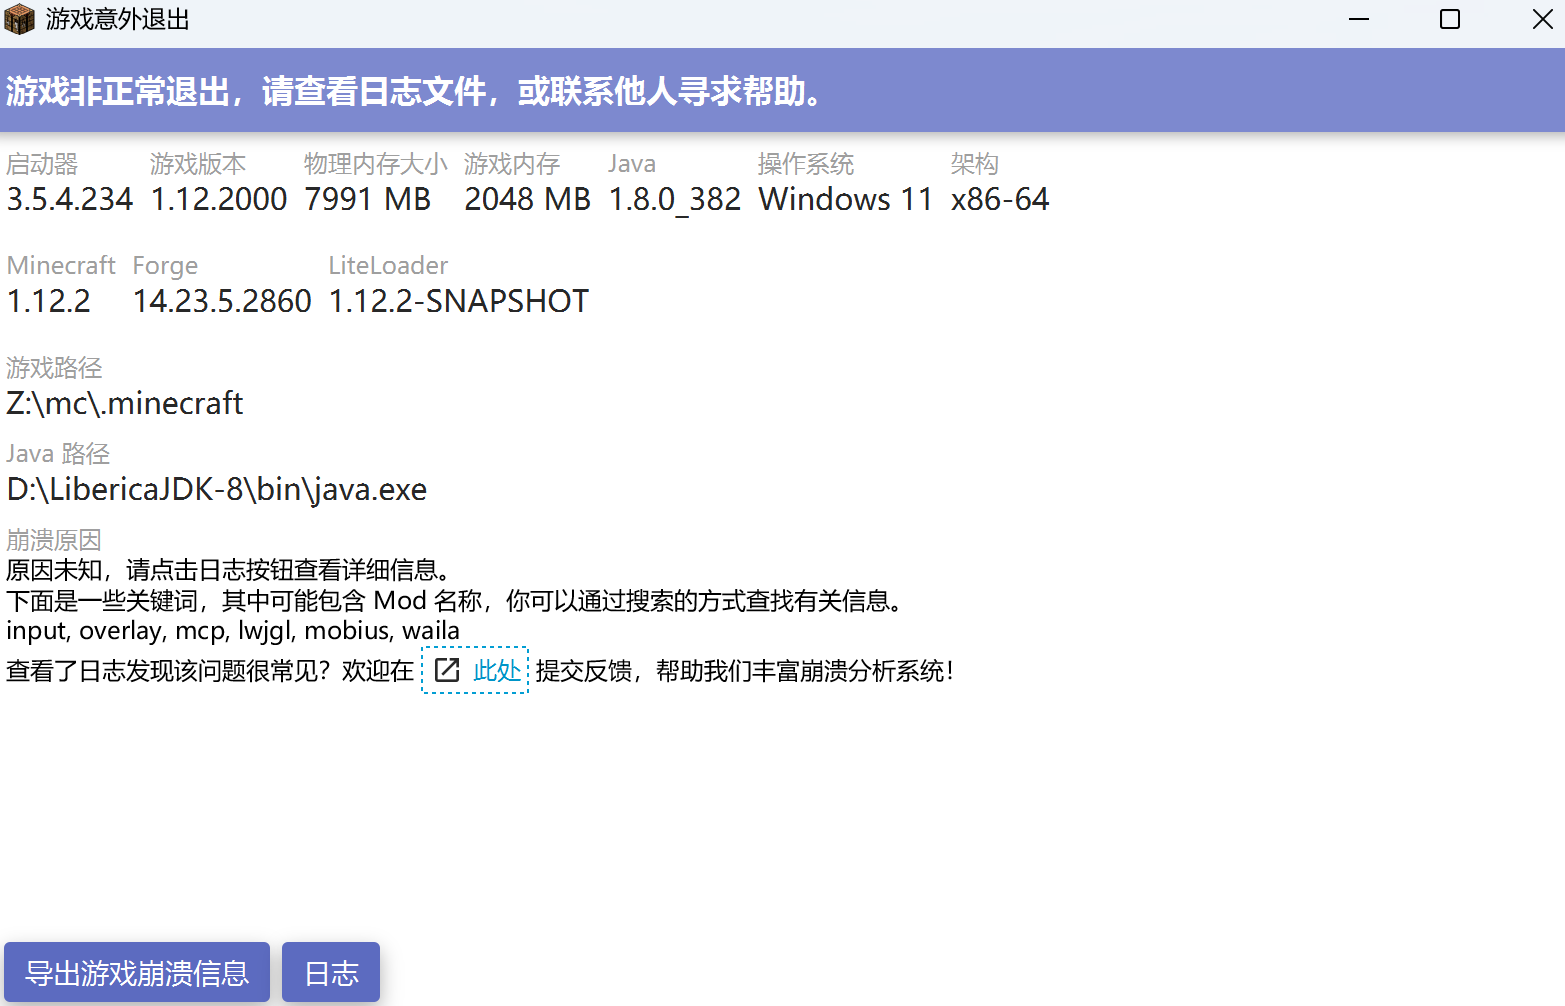 游戏意外退出
游戏非正常退出，请查看日志文件，或联系他人寻求帮助。
启动器 游戏版本 物理内存大小 游戏内存 Java 操作系统 架构
3.5.4.234 1.12.2000 7991 MB 2048 MB 1.8.0_382 Windows 11 x86-64
Minecraft Forge LiteLoader
1.12.2 14.23.5.2860 1.12.2-SNAPSHOT
游戏路径
Z:\mc\.minecraft
Java 路径
D:\LibericaJDK-8\bin\java.exe
崩溃原因
原因未知，请点击日志按钮查看详细信息。
下面是一些关键词，其中可能包含 Mod 名称，你可以通过搜索的方式查找有关信息。
input, overlay, mcp, lwjgl, mobius, waila
查看了日志发现该问题很常见？欢迎在 此处 提交反馈，帮助我们丰富崩溃分析系统！
导出游戏崩溃信息 日志